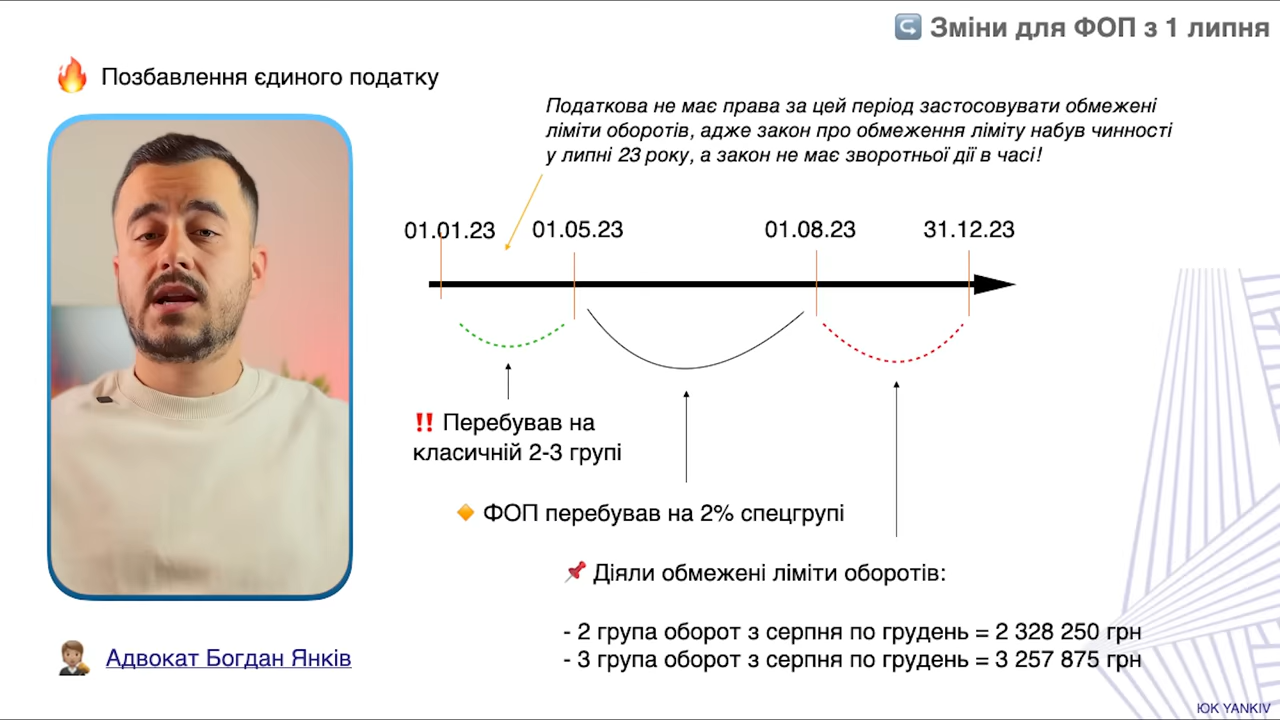 Зміни для ФОП з 1 липня
Позбавлення єдиного податку
Податкова не має права за цей період застосовувати обмежені
ліміти оборотів, адже закон про обмеження ліміту набув чинності
у липні 23 року, а закон не має зворотньої дії в часі!
01.01.23
01.05.23
01.08.23
31.12.23
‼️ Перебував на
класичній 2-3 групі
ФОП перебував на 2% спецгрупі
Діяли обмежені ліміти оборотів:
- 2 група оборот з серпня по грудень = 2 328 250 грн
- 3 група оборот з серпня по грудень = 3 257 875 грн
Адвокат Богдан Янків
ЮК YANKIV